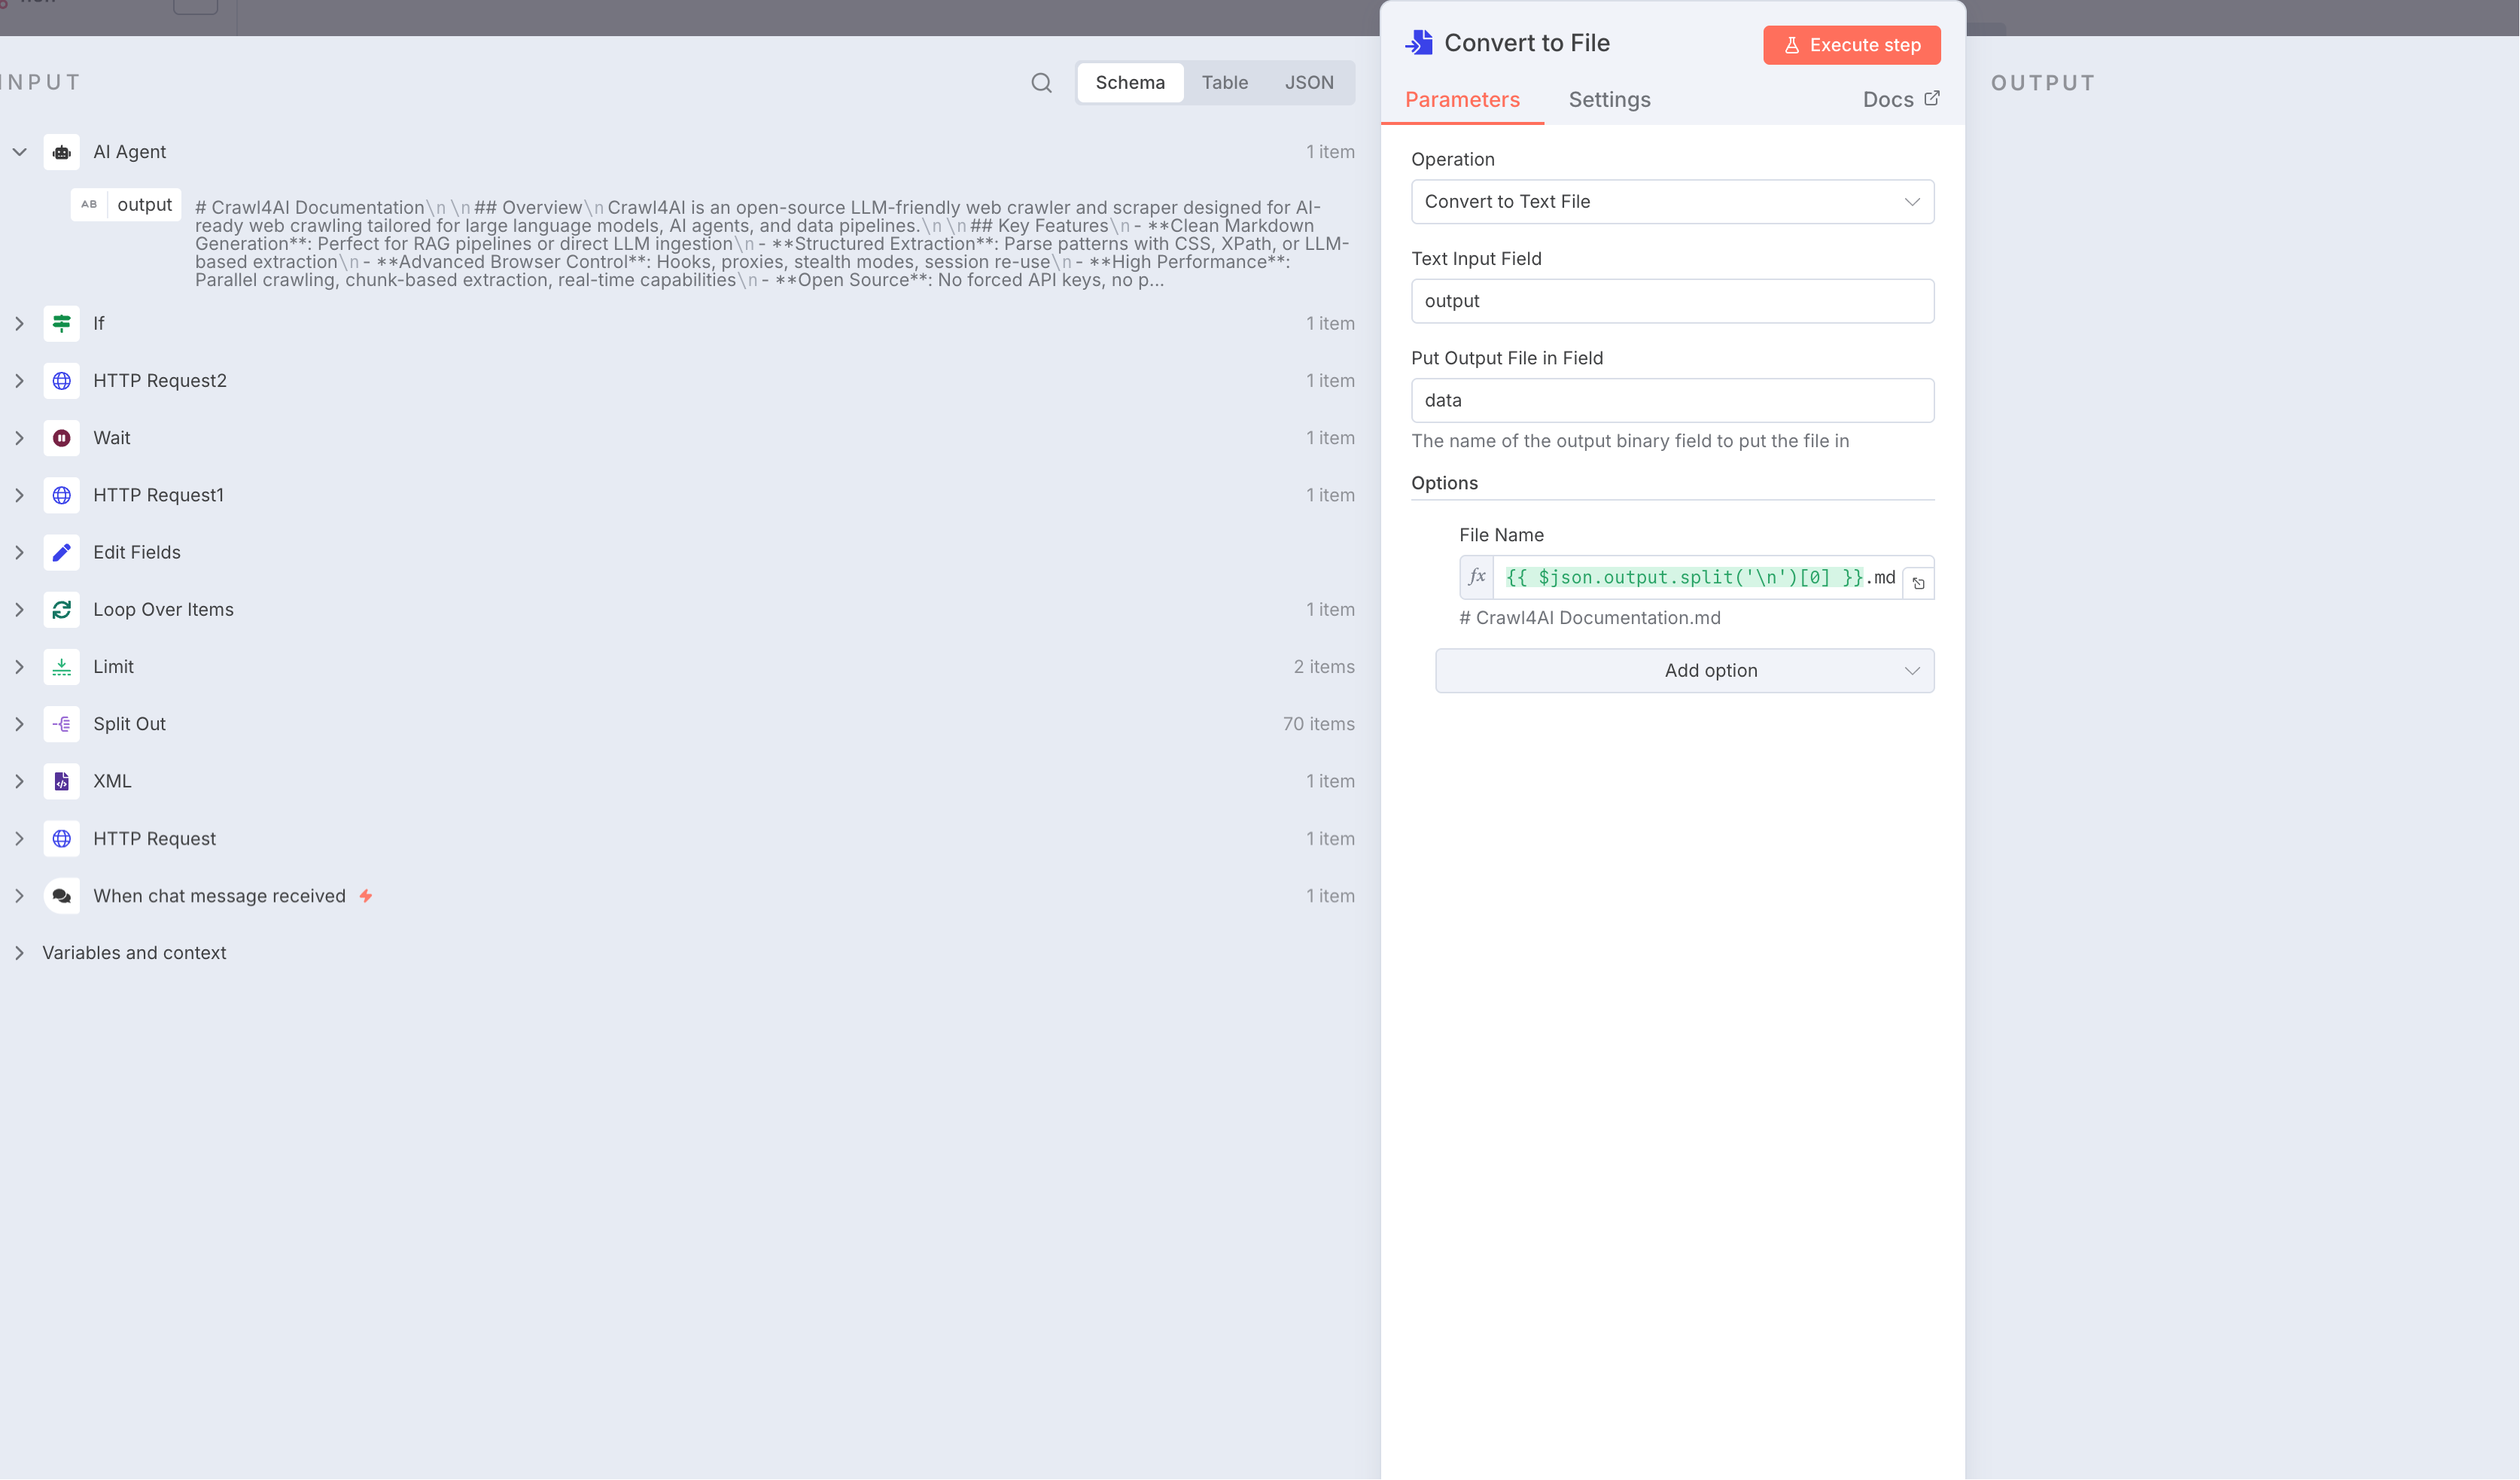 INPUT
Schema
Table
JSON
AI Agent
1 item
AB
output
# Crawl4AI Documentation\n \n ## Overview\n Crawl4AI is an open-source LLM-friendly web crawler and scraper designed for AI-
ready web crawling tailored for large language models, AI agents, and data pipelines.\n \n ## Key Features\n - **Clean Markdown
Generation**: Perfect for RAG pipelines or direct LLM ingestion\n - **Structured Extraction**: Parse patterns with CSS, XPath, or LLM-
based extraction\n - **Advanced Browser Control**: Hooks, proxies, stealth modes, session re-use\n - **High Performance**:
Parallel crawling, chunk-based extraction, real-time capabilities\n - **Open Source**: No forced API keys, no p...
If
1 item
HTTP Request2
1 item
Wait
1 item
HTTP Request1
1 item
Edit Fields
Loop Over Items
1 item
Limit
2 items
Split Out
70 items
XML
1 item
HTTP Request
1 item
When chat message received
1 item
Variables and context
Convert to File
Execute step
Parameters
Settings
Docs
Operation
Convert to Text File
Text Input Field
output
Put Output File in Field
data
The name of the output binary field to put the file in
Options
File Name
fx
{{ $json.output.split('\n')[0] }}.md
# Crawl4AI Documentation.md
Add option
OUTPUT